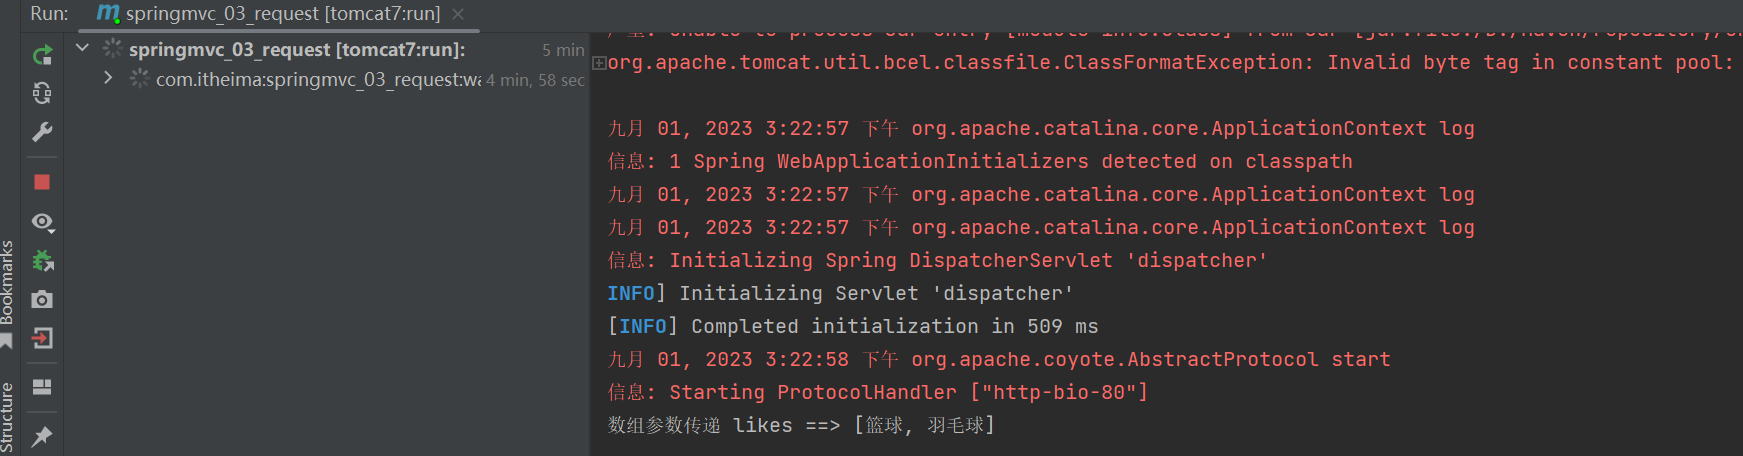 Run: springmvc_03_request [tomcat7:run]
springmvc_03_request [tomcat7:run]: 5 min
com.itheima:springmvc_03_request:wa 4 min, 58 sec
Bookmarks
Structure
org.apache.tomcat.util.bcel.classfile.ClassFormatException: Invalid byte tag in constant pool:
九月 01, 2023 3:22:57 下午 org.apache.catalina.core.ApplicationContext log
信息: 1 Spring WebApplicationInitializers detected on classpath
九月 01, 2023 3:22:57 下午 org.apache.catalina.core.ApplicationContext log
九月 01, 2023 3:22:57 下午 org.apache.catalina.core.ApplicationContext log
信息: Initializing Spring DispatcherServlet 'dispatcher'
INFO] Initializing Servlet 'dispatcher'
[INFO] Completed initialization in 509 ms
九月 01, 2023 3:22:58 下午 org.apache.coyote.AbstractProtocol start
信息: Starting ProtocolHandler ["http-bio-80"]
数组参数传递 likes ==> [篮球, 羽毛球]